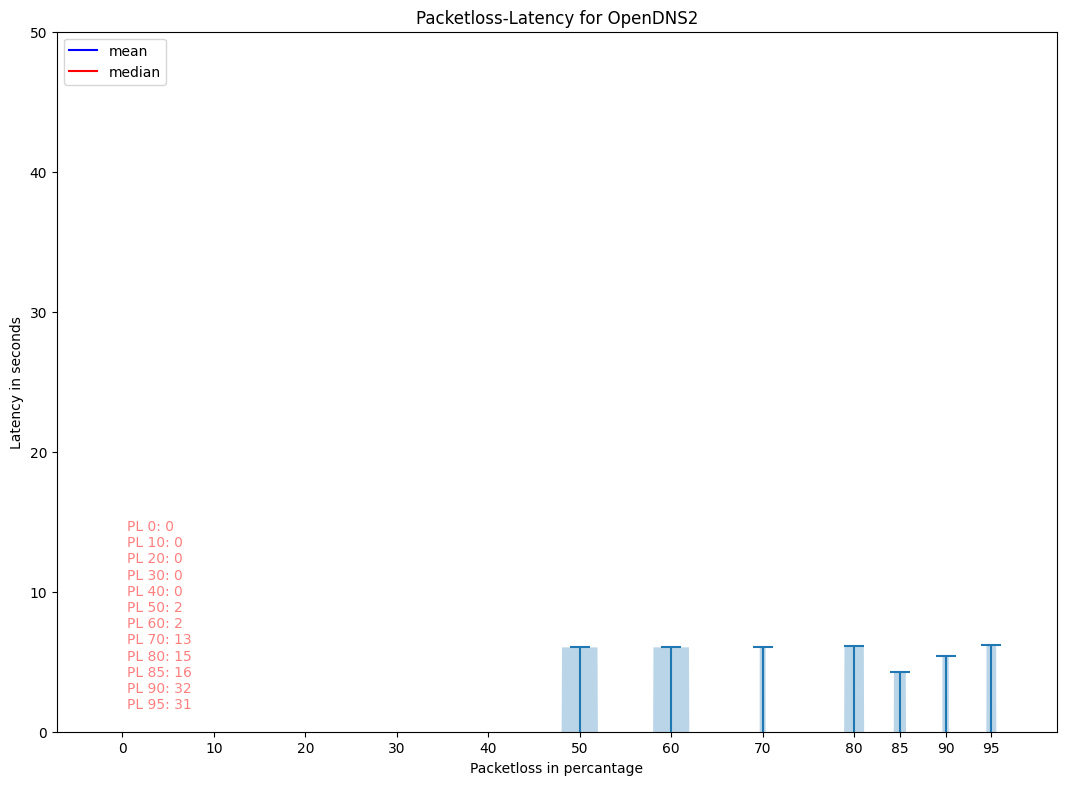 Packetloss-Latency for OpenDNS2
mean
median
Latency in seconds
50
40
30
20
10
0
PL 0: 0
PL 10: 0
PL 20: 0
PL 30: 0
PL 40: 0
PL 50: 2
PL 60: 2
PL 70: 13
PL 80: 15
PL 85: 16
PL 90: 32
PL 95: 31
0 10 20 30 40 50 60 70 80 85 90 95
Packetloss in percantage